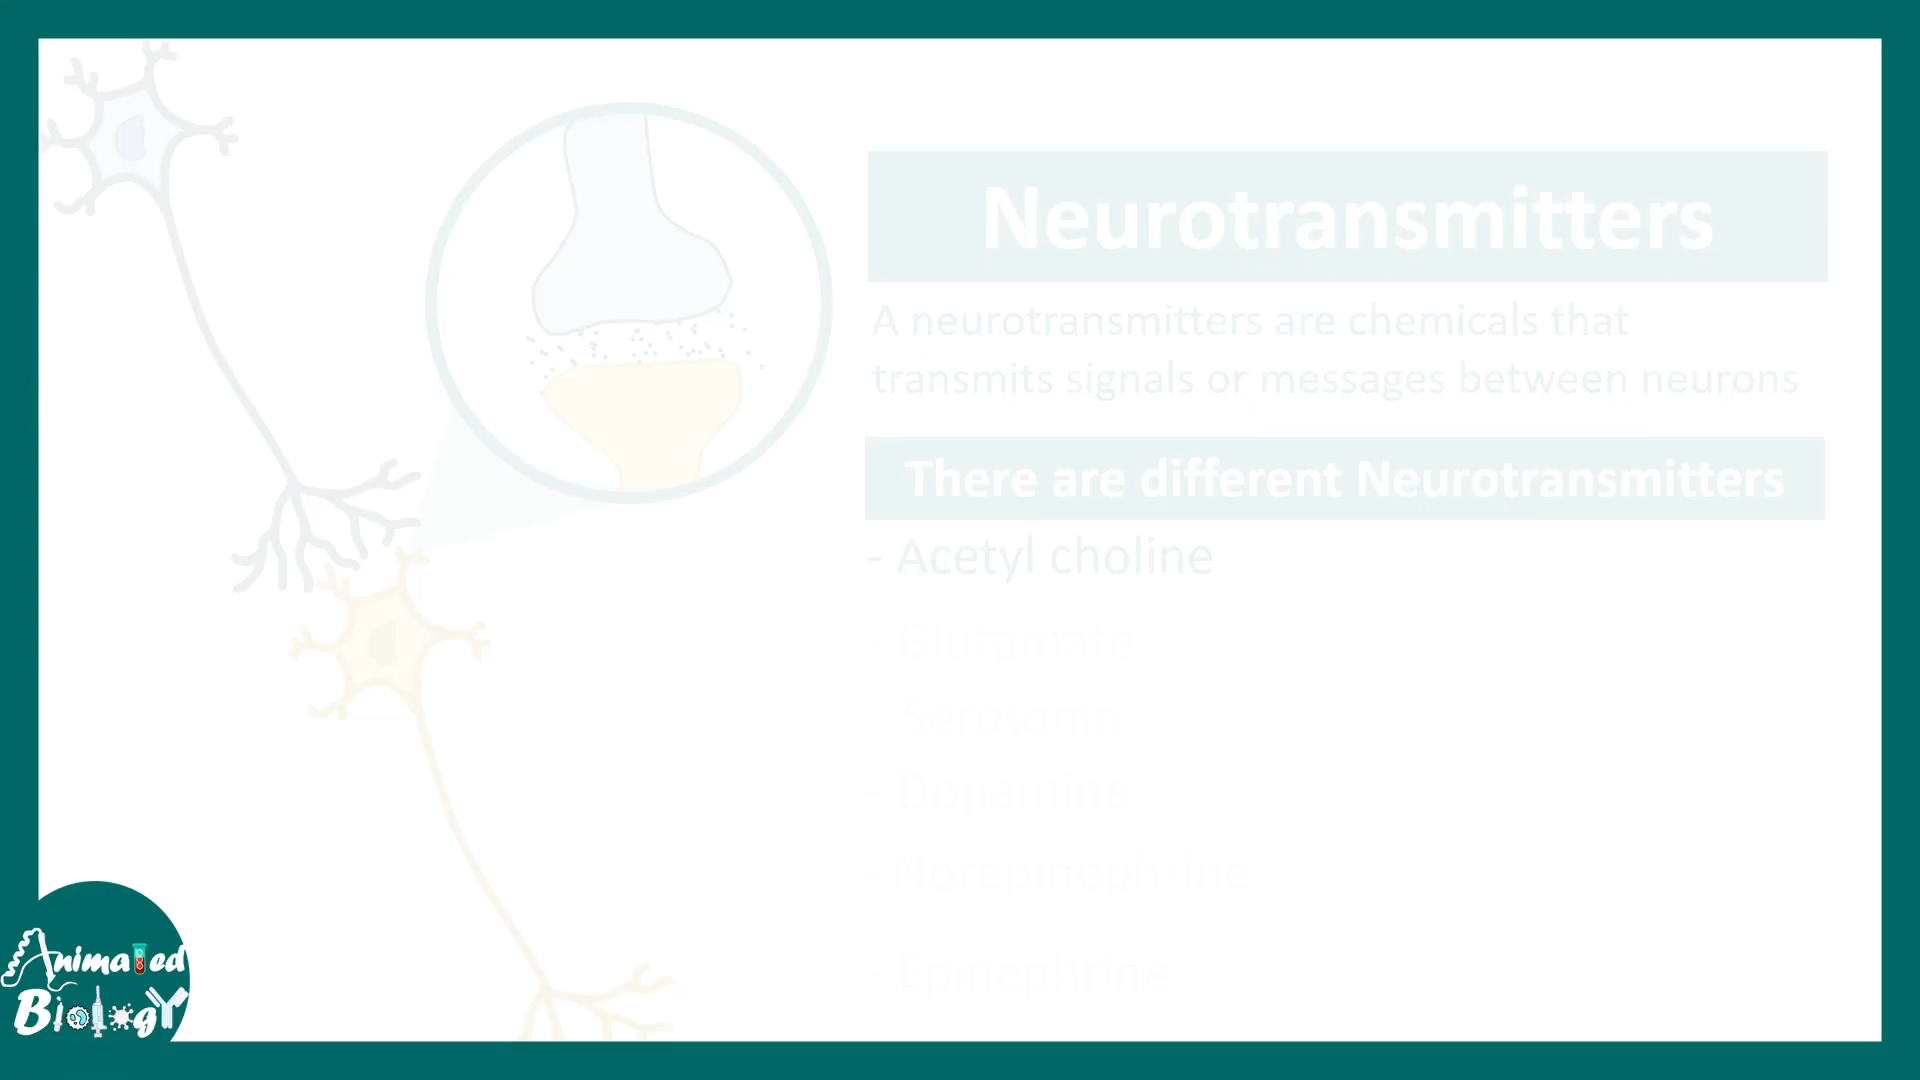 Neurotransmitters
A neurotransmitters are chemicals that
transmits signals or messages between neurons
There are different Neurotransmitters
- Acetyl choline
- Glutamate
- Dopamine
- Norepinephrine
- Epinephrine
Animated
Biology